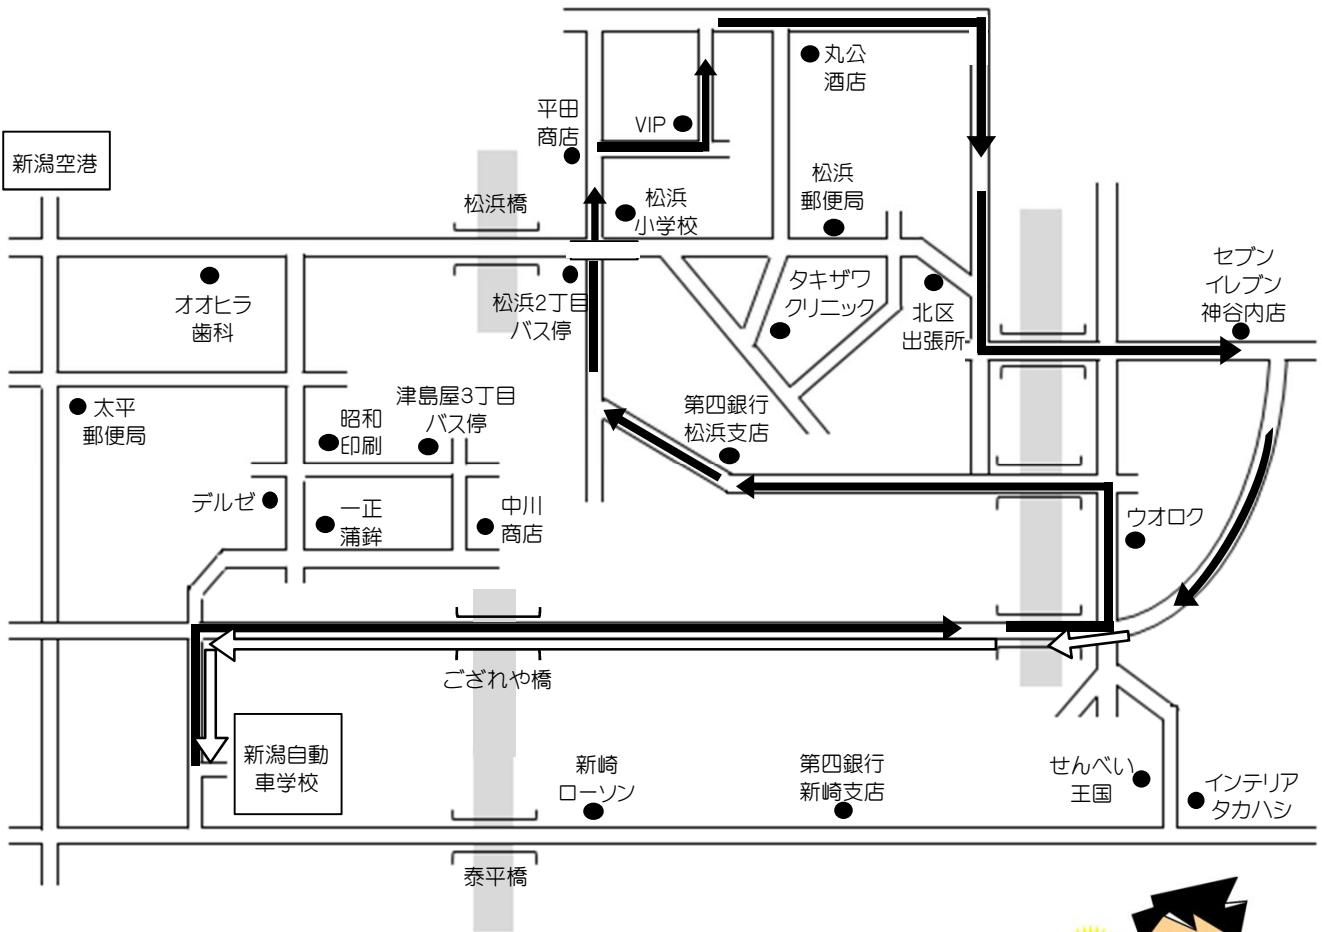 丸公
酒店
平田
商店
VIP
新潟空港
松浜
郵便局
松浜橋
松浜
小学校
セブン
イレブン
神谷内店
オオヒラ
歯科
松浜2丁目
バス停
タキザワ
クリニック
北区
出張所
太平
郵便局
昭和
印刷
津島屋3丁目
バス停
第四銀行
松浜支店
デルゼ
一正
蒲鉾
中川
商店
ウオロク
ござれや橋
新潟自動
車学校
新崎
ローソン
第四銀行
新崎支店
せんべい
王国
インテリア
タカハシ
泰平橋